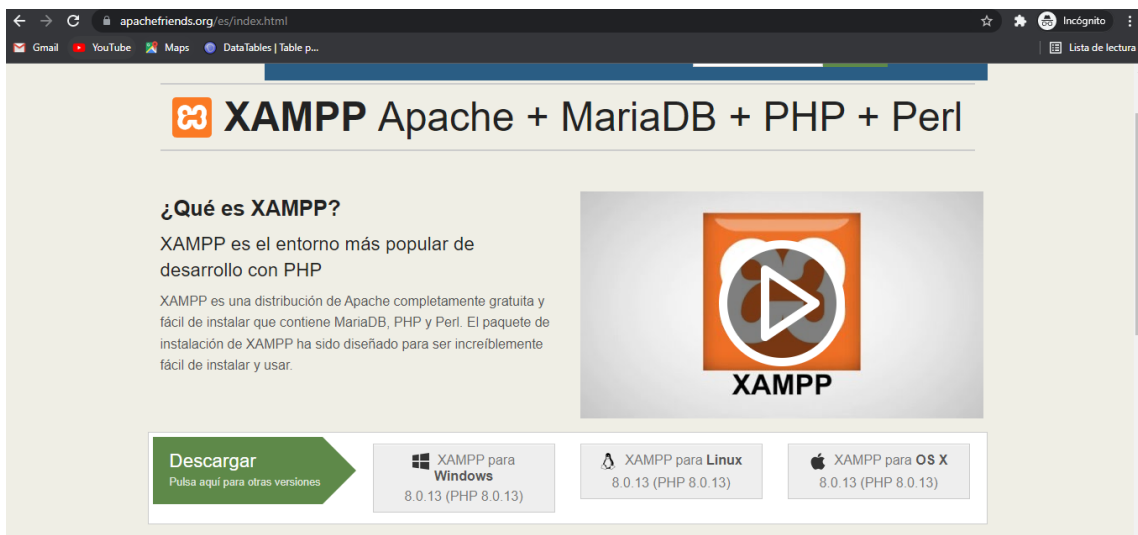 apachefriends.org/es/index.html
Incógnito
Gmail YouTube Maps DataTables | Table p...
Lista de lectura
XAMPP Apache + MariaDB + PHP + Perl
¿Qué es XAMPP?
XAMPP es el entorno más popular de
desarrollo con PHP
XAMPP es una distribución de Apache completamente gratuita y
fácil de instalar que contiene MariaDB, PHP y Perl. El paquete de
instalación de XAMPP ha sido diseñado para ser increíblemente
fácil de instalar y usar.
XAMPP
Descargar
Pulsa aquí para otras versiones
XAMPP para
Windows
8.0.13 (PHP 8.0.13)
XAMPP para Linux
8.0.13 (PHP 8.0.13)
XAMPP para OS X
8.0.13 (PHP 8.0.13)